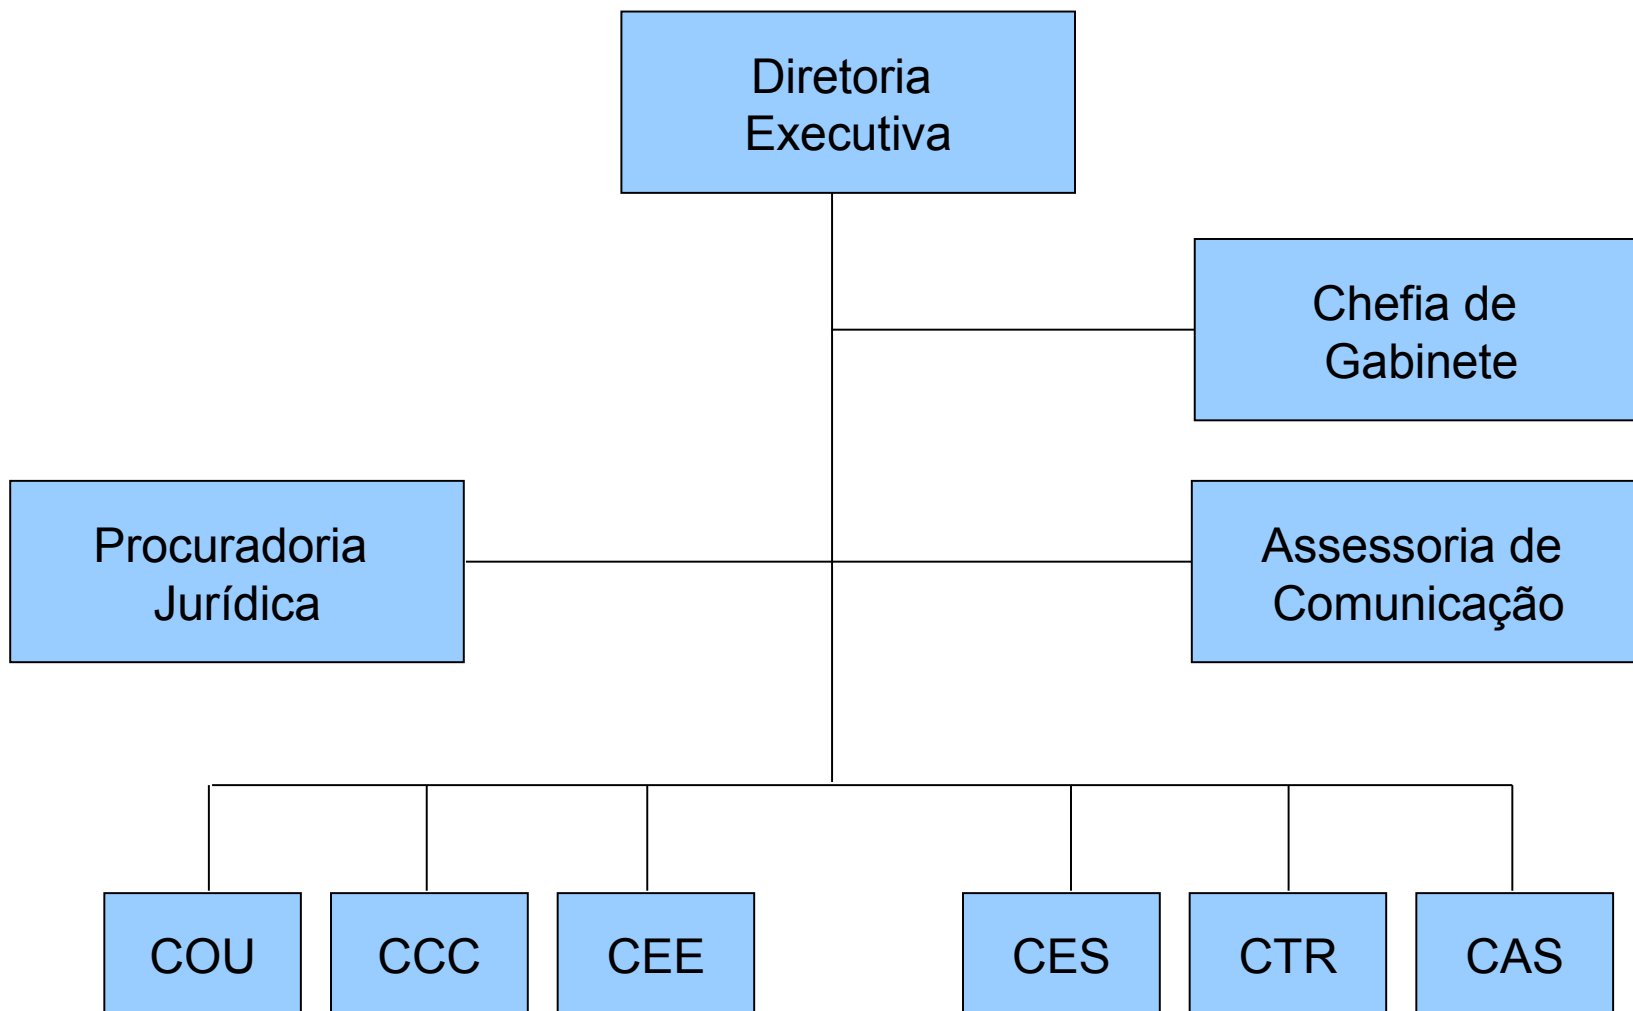 Diretoria
Executiva
Chefia de
Gabinete
Procuradoria
Jurídica
Assessoria de
Comunicação
COU
CCC
CEE
CES
CTR
CAS